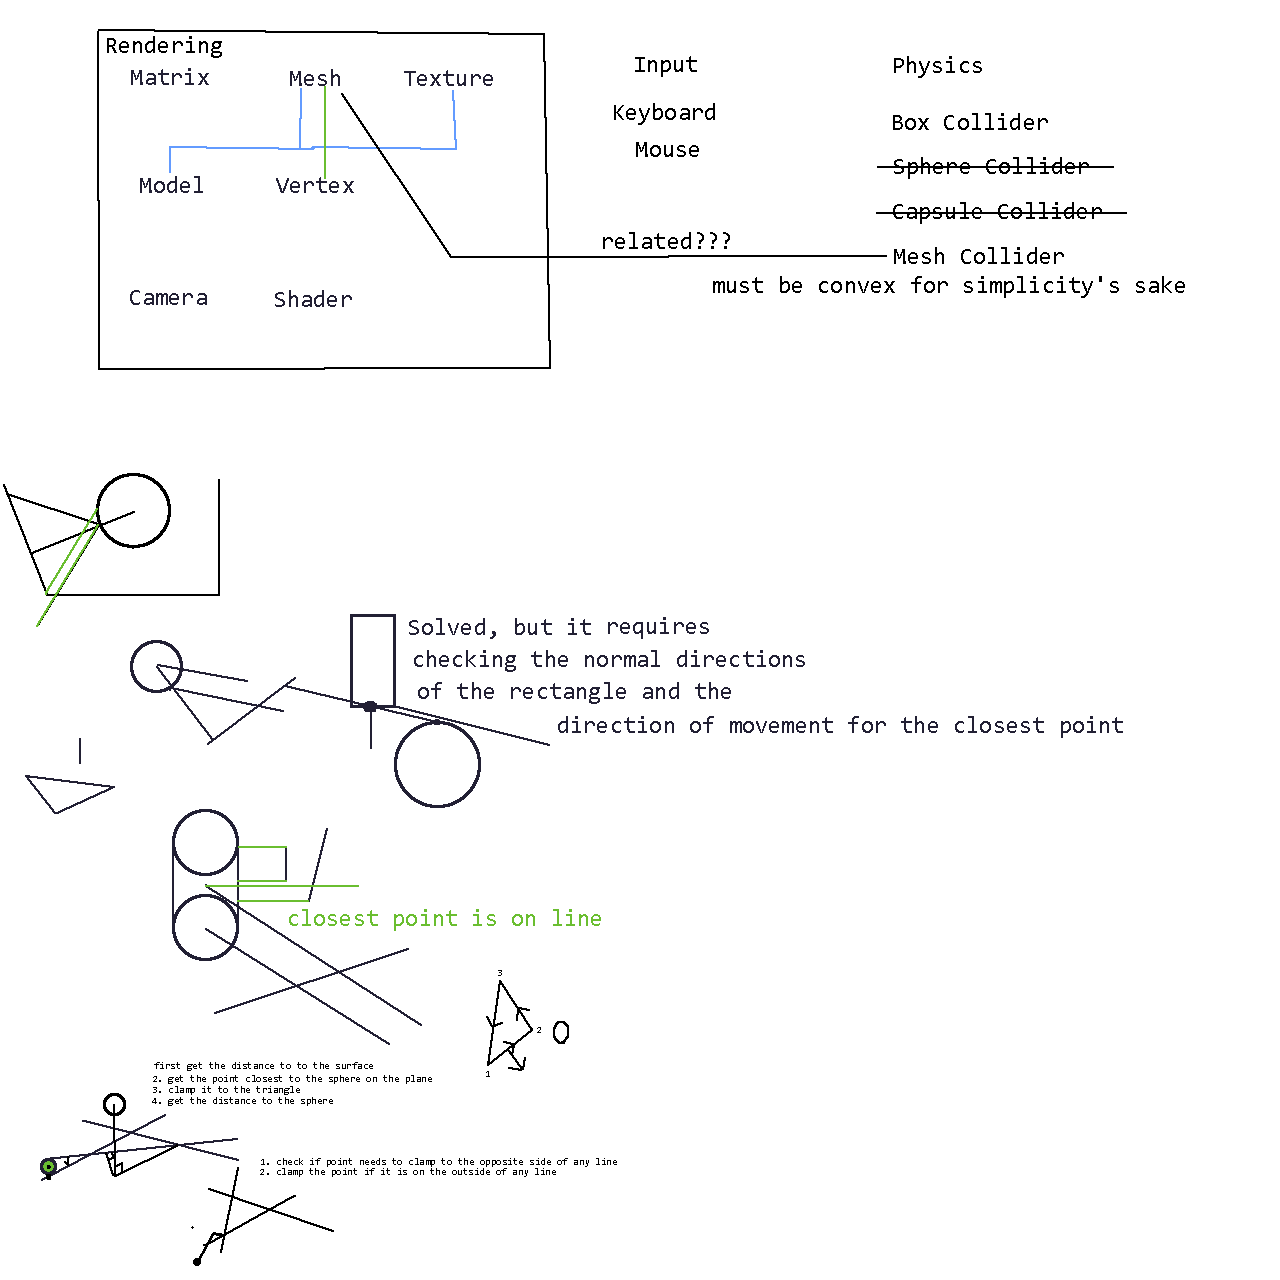 Rendering
Matrix Mesh Texture
Model Vertex
Camera Shader
Input
Keyboard
Mouse
Physics
Box Collider
Sphere Collider
Capsule Collider
related???
Mesh Collider
must be convex for simplicity's sake
Solved, but it requires
checking the normal directions
of the rectangle and the
direction of movement for the closest point
closest point is on line
3
2
1
first get the distance to to the surface
2. get the point closest to the sphere on the plane
3. clamp it to the triangle
4. get the distance to the sphere
1. check if point needs to clamp to the opposite side of any line
2. clamp the point if it is on the outside of any line